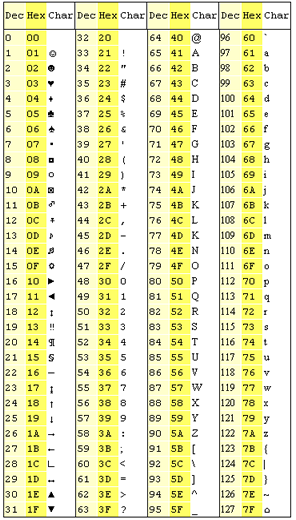 Dec Hex Char Dec Hex Char Dec Hex Char Dec Hex Char
0 00 32 20 64 40 @ 96 60 `
1 01 ☺ 33 21 ! 65 41 A 97 61 a
2 02 ☻ 34 22 " 66 42 B 98 62 b
3 03 ♥ 35 23 # 67 43 C 99 63 c
4 04 ♦ 36 24 $ 68 44 D 100 64 d
5 05 ♣ 37 25 % 69 45 E 101 65 e
6 06 ♠ 38 26 & 70 46 F 102 66 f
7 07 • 39 27 ' 71 47 G 103 67 g
8 08 ◘ 40 28 ( 72 48 H 104 68 h
9 09 ○ 41 29 ) 73 49 I 105 69 i
10 0A ◙ 42 2A * 74 4A J 106 6A j
11 0B ♂ 43 2B + 75 4B K 107 6B k
12 0C ♀ 44 2C , 76 4C L 108 6C l
13 0D ♪ 45 2D – 77 4D M 109 6D m
14 0E ♫ 46 2E . 78 4E N 110 6E n
15 0F ☼ 47 2F / 79 4F O 111 6F o
16 10 ► 48 30 0 80 50 P 112 70 p
17 11 ◄ 49 31 1 81 51 Q 113 71 q
18 12 ↕ 50 32 2 82 52 R 114 72 r
19 13 ‼ 51 33 3 83 53 S 115 73 s
20 14 ¶ 52 34 4 84 54 T 116 74 t
21 15 § 53 35 5 85 55 U 117 75 u
22 16 – 54 36 6 86 56 V 118 76 v
23 17 ↨ 55 37 7 87 57 W 119 77 w
24 18 ↑ 56 38 8 88 58 X 120 78 x
25 19 ↓ 57 39 9 89 59 Y 121 79 y
26 1A → 58 3A : 90 5A Z 122 7A z
27 1B ← 59 3B ; 91 5B [ 123 7B {
28 1C ∟ 60 3C < 92 5C \ 124 7C |
29 1D ↔ 61 3D = 93 5D ] 125 7D }
30 1E ▲ 62 3E > 94 5E ^ 126 7E ~
31 1F ▼ 63 3F ? 95 5F _ 127 7F ⌂